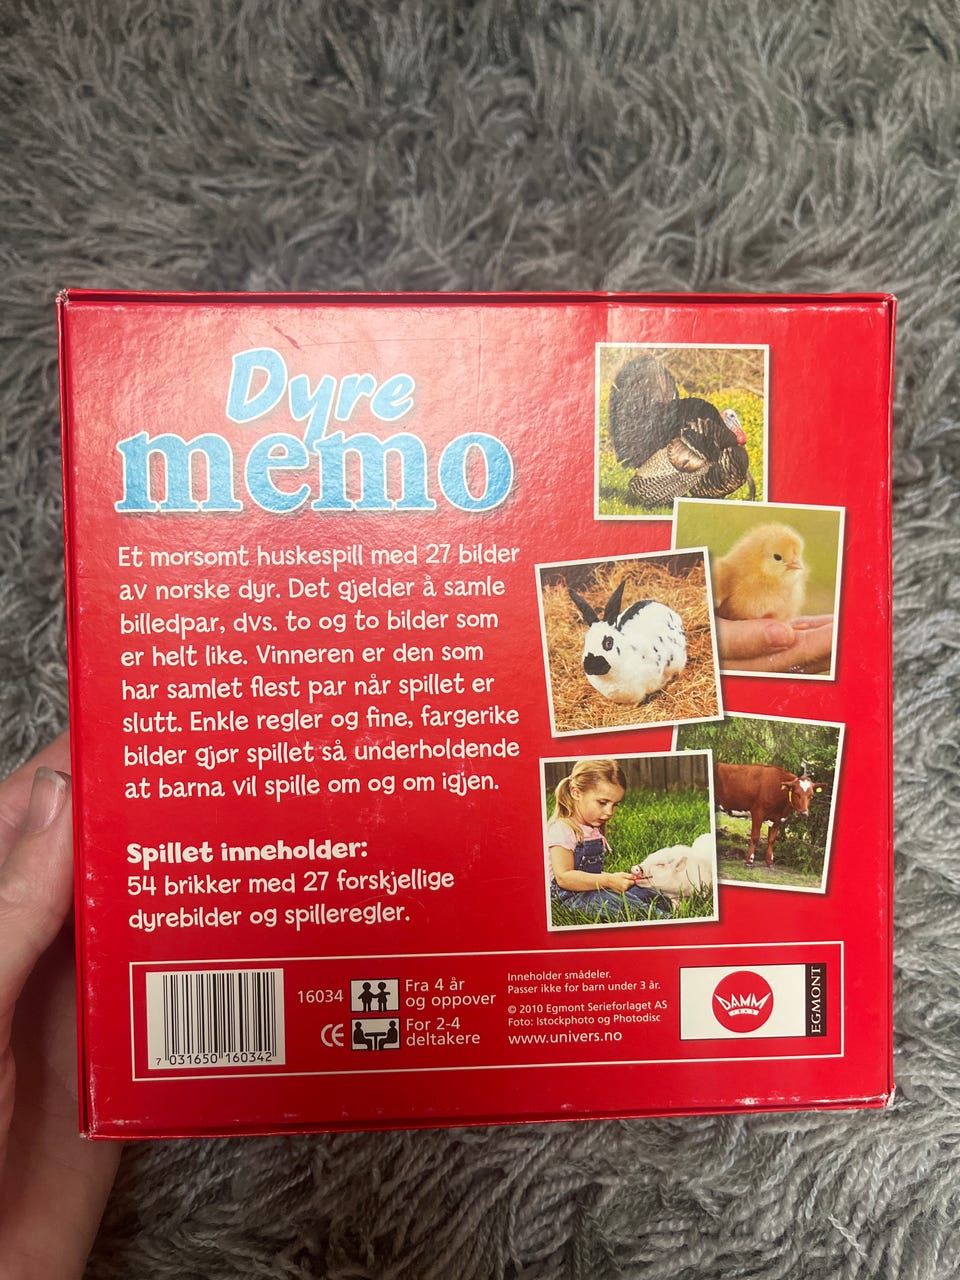 Dyre
memo
Et morsomt huskespill med 27 bilder
av norske dyr. Det gjelder å samle
billedpar, dvs. to og to bilder som
er helt like. Vinneren er den som
har samlet flest par når spillet er
slutt. Enkle regler og fine, fargerike
bilder gjør spillet så underholdende
at barna vil spille om og om igjen.
Spillet inneholder:
54 brikker med 27 forskjellige
dyrebilder og spilleregler.
7 031650 160342
16034
CE
Fra 4 år
og oppover
For 2-4
deltakere
Inneholder smådeler.
Passer ikke for barn under 3 år.
© 2010 Egmont Serieforlaget AS
Foto: Istockphoto og Photodisc
www.univers.no
DAMM
EGMONT